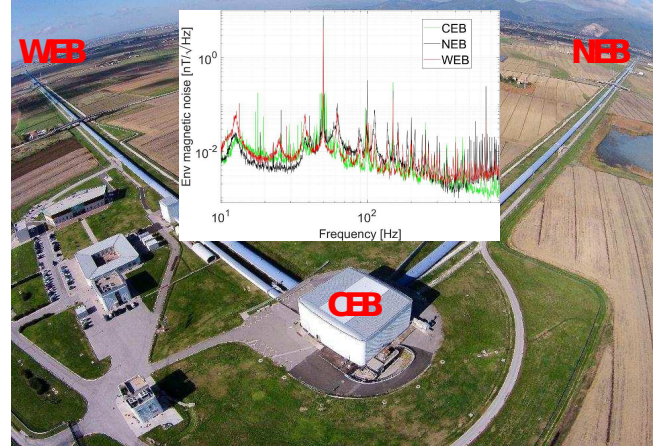 WEB
NEB
CEB
NEB
WEB
Env magnetic noise [nT/√Hz]
10^0
10^-2
10^1
10^2
Frequency [Hz]
CEB